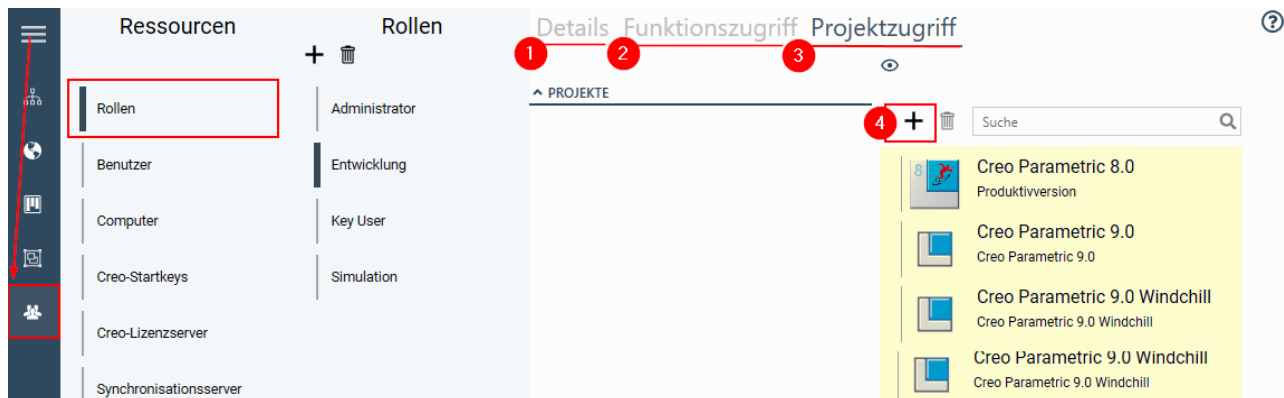 Ressourcen
Rollen
Benutzer
Computer
Creo-Startkeys
Creo-Lizenzserver
Synchronisationsserver
Rollen
Administrator
Entwicklung
Key User
Simulation
Details Funktionszugriff Projektzugriff
1 2 3
PROJEKTE
4
Suche
8
Creo Parametric 8.0
Produktivversion
Creo Parametric 9.0
Creo Parametric 9.0
Creo Parametric 9.0 Windchill
Creo Parametric 9.0 Windchill
Creo Parametric 9.0 Windchill
Creo Parametric 9.0 Windchill